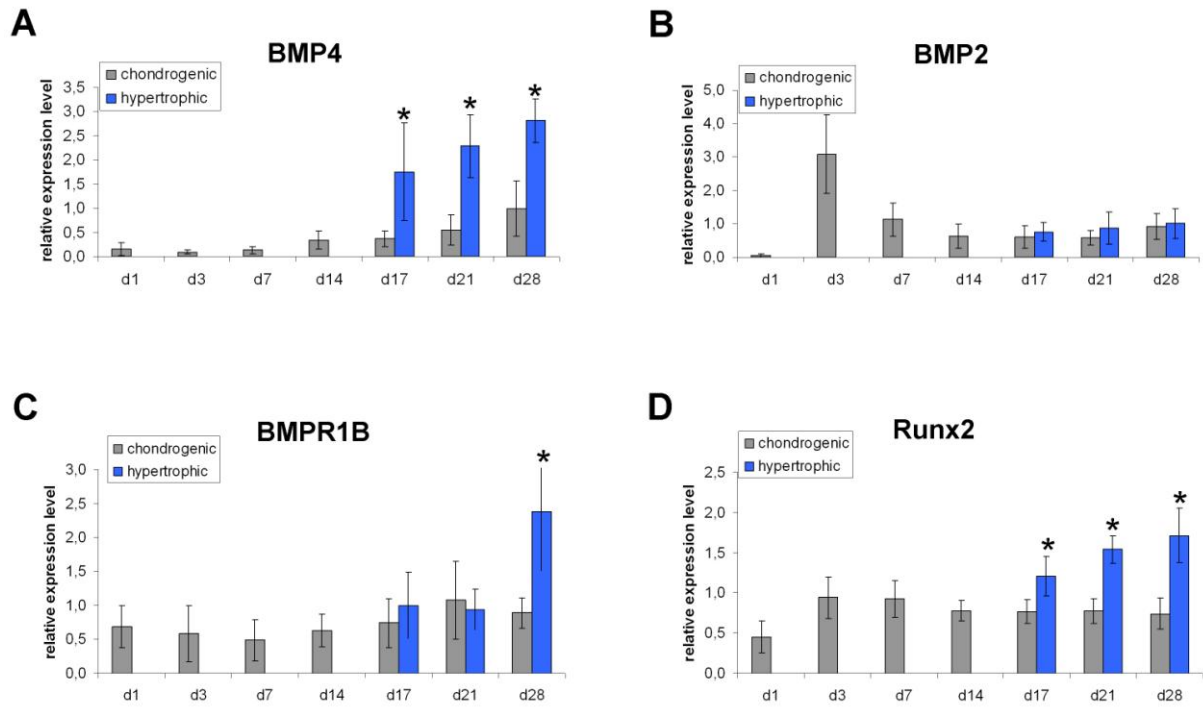 A
BMP4
chondrogenic
hypertrophic
relative expression level
3,5
3,0
2,5
2,0
1,5
1,0
0,5
0,0
* * *
d1 d3 d7 d14 d17 d21 d28
B
BMP2
chondrogenic
hypertrophic
relative expression level
5,0
4,0
3,0
2,0
1,0
0,0
d1 d3 d7 d14 d17 d21 d28
C
BMPR1B
chondrogenic
hypertrophic
relative expression level
3,0
2,5
2,0
1,5
1,0
0,5
0,0
*
d1 d3 d7 d14 d17 d21 d28
D
Runx2
chondrogenic
hypertrophic
relative expression level
2,5
2,0
1,5
1,0
0,5
0,0
* * *
d1 d3 d7 d14 d17 d21 d28